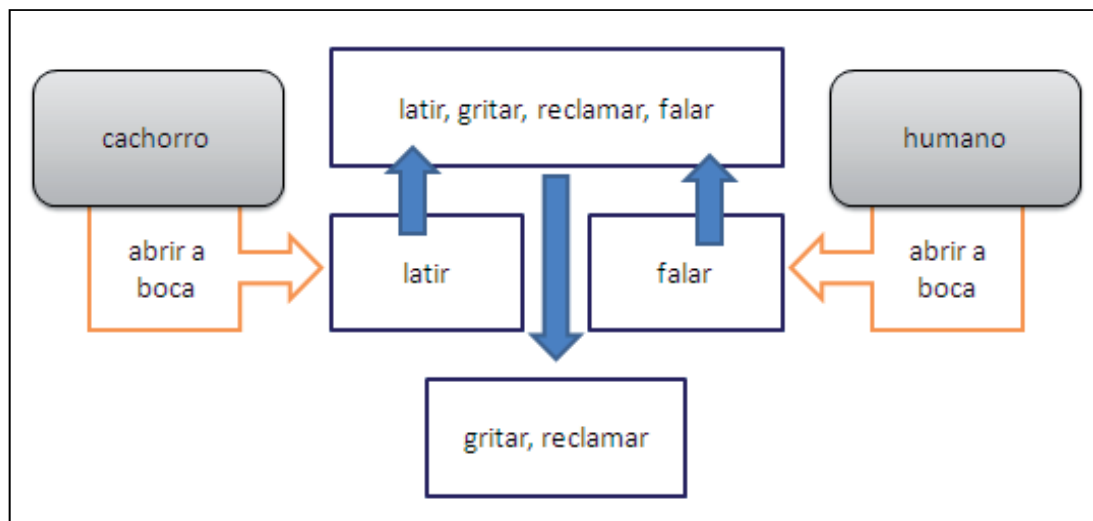 latir, gritar, reclamar, falar
cachorro
humano
abrir a
boca
latir
falar
abrir a
boca
gritar, reclamar